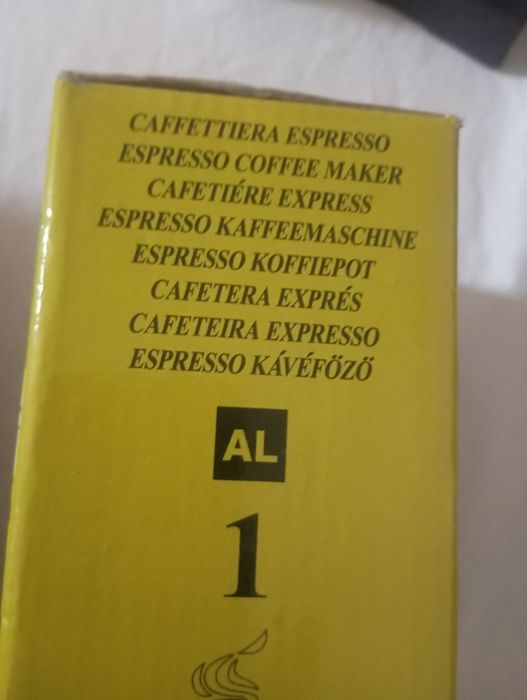 CAFFETTIERA ESPRESSO
ESPRESSO COFFEE MAKER
CAFETIÉRE EXPRESS
ESPRESSO KAFFEEMASCHINE
ESPRESSO KOFFIEPOT
CAFETERA EXPRÉS
CAFETEIRA EXPRESSO
ESPRESSO KÁVÉFŐZŐ
AL
1